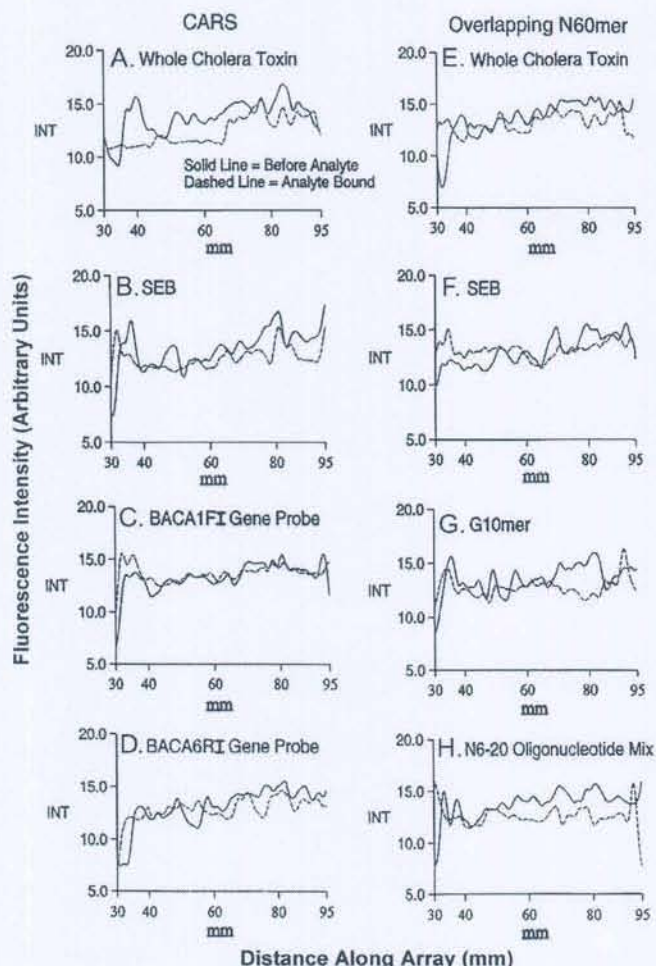 CARS
Overlapping N60mer
A. Whole Cholera Toxin
20.0
15.0
INT
10.0
5.0
Solid Line = Before Analyte
Dashed Line = Analyte Bound
30 40 60 80 95
mm
E. Whole Cholera Toxin
20.0
15.0
INT
10.0
5.0
30 40 60 80 95
mm
B. SEB
20.0
15.0
INT
10.0
5.0
30 40 60 80 95
mm
F. SEB
20.0
15.0
INT
10.0
5.0
30 40 60 80 95
mm
C. BACA1FI Gene Probe
20.0
15.0
INT
10.0
5.0
30 40 60 80 95
mm
G. G10mer
20.0
15.0
INT
10.0
5.0
30 40 60 80 95
mm
D. BACA6RI Gene Probe
20.0
15.0
INT
10.0
5.0
30 40 60 80 95
mm
H. N6-20 Oligonucleotide Mix
20.0
15.0
INT
10.0
5.0
30 40 60 80 95
mm
Fluorescence Intensity (Arbitrary Units)
Distance Along Array (mm)